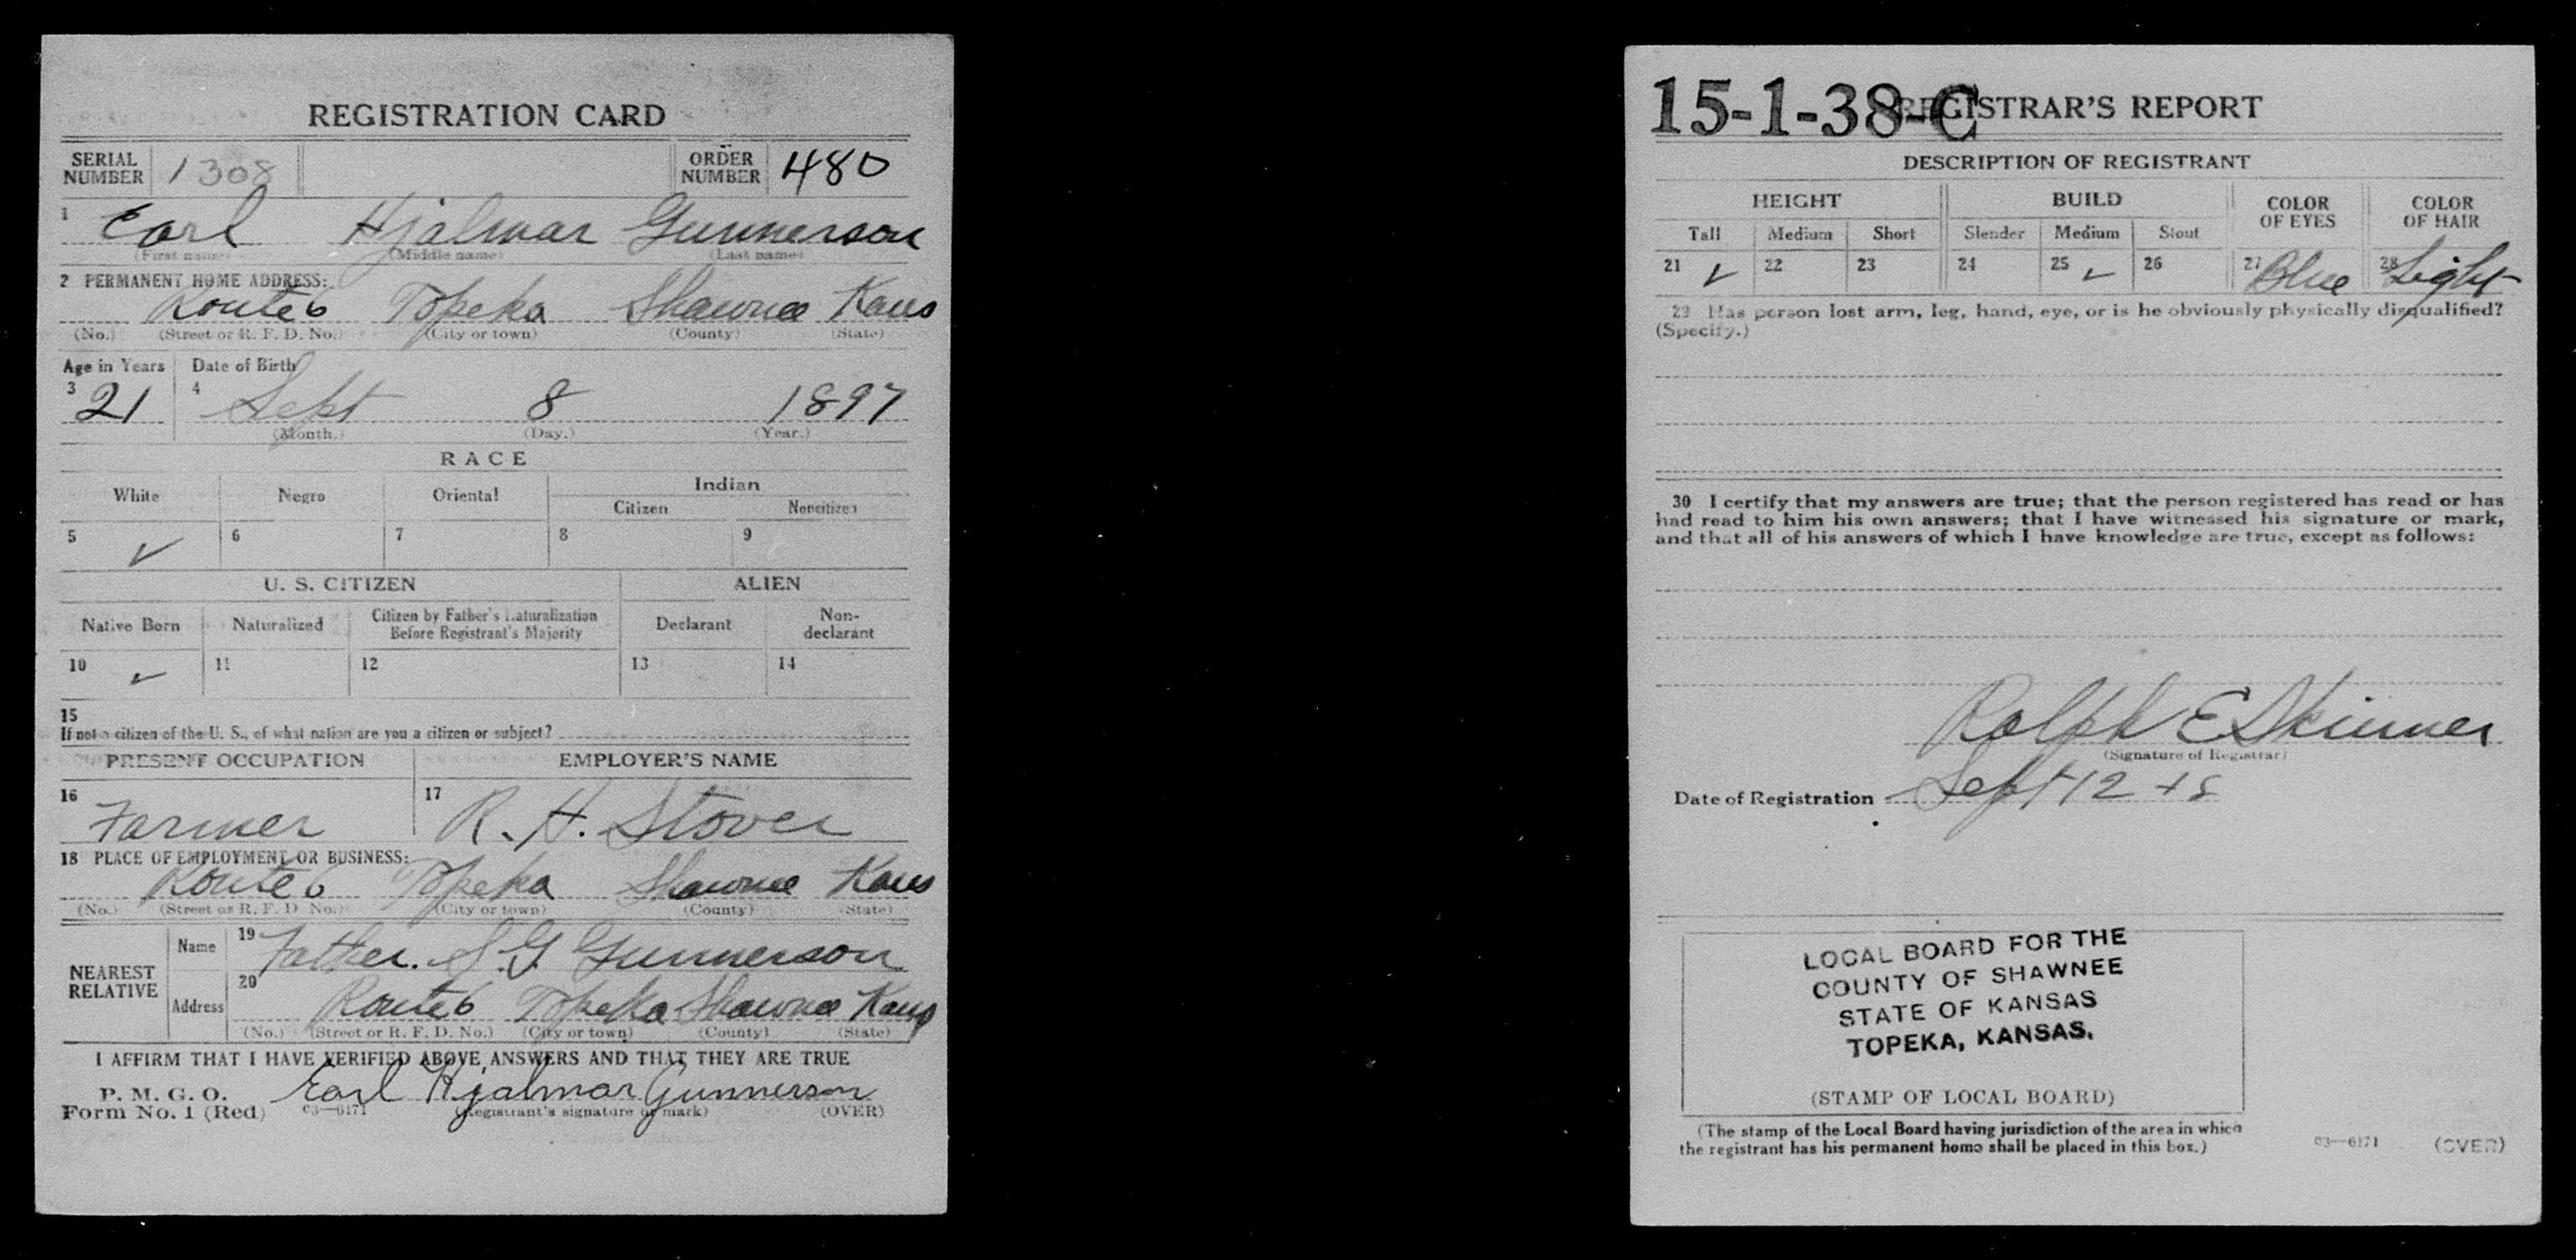 REGISTRATION CARD
SERIAL NUMBER 1308 ORDER NUMBER 480
1 Earl Hjalmar Gunnerson
(First name) (Middle name) (Last name)
2 PERMANENT HOME ADDRESS:
Route 6 Topeka Shawnee Kans
(No.) (Street or R. F. D. No.) (City or town) (County) (State)
Age in Years Date of Birth
3 21 4 Sept 8 1897
(Month.) (Day.) (Year.)
RACE
White Negro Oriental Indian
Citizen Noncitizen
5 ✓ 6 7 8 9
U. S. CITIZEN ALIEN
Native Born Naturalized Citizen by Father's Naturalization Before Registrant's Majority Declarant Non-declarant
10 ✓ 11 12 13 14
15
If not a citizen of the U. S., of what nation are you a citizen or subject?
PRESENT OCCUPATION EMPLOYER'S NAME
16 Farmer 17 R. H. Stover
18 PLACE OF EMPLOYMENT OR BUSINESS:
Route 6 Topeka Shawnee Kans
(No.) (Street or R. F. D. No.) (City or town) (County) (State)
NEAREST RELATIVE
Name 19 Father. S. G. Gunnerson
Address 20 Route 6 Topeka Shawnee Kans
(No.) (Street or R. F. D. No.) (City or town) (County) (State)
I AFFIRM THAT I HAVE VERIFIED ABOVE ANSWERS AND THAT THEY ARE TRUE
P. M. G. O.
Form No. 1 (Red) 03—6171 Earl Hjalmar Gunnerson
(Registrant's signature or mark) (OVER)
15-1-38-C
REGISTRAR'S REPORT
DESCRIPTION OF REGISTRANT
HEIGHT BUILD COLOR OF EYES COLOR OF HAIR
Tall Medium Short Slender Medium Stout
21 ✓ 22 23 24 25 ✓ 26 27 Blue 28 Light
29 Has person lost arm, leg, hand, eye, or is he obviously physically disqualified?
(Specify.)
30 I certify that my answers are true; that the person registered has read or has
had read to him his own answers; that I have witnessed his signature or mark,
and that all of his answers of which I have knowledge are true, except as follows:
Ralph E Skinner
(Signature of Registrar)
Date of Registration Sept 12
LOCAL BOARD FOR THE
COUNTY OF SHAWNEE
STATE OF KANSAS
TOPEKA, KANSAS.
(STAMP OF LOCAL BOARD)
(The stamp of the Local Board having jurisdiction of the area in which
the registrant has his permanent home shall be placed in this box.)
03—6171 (OVER)